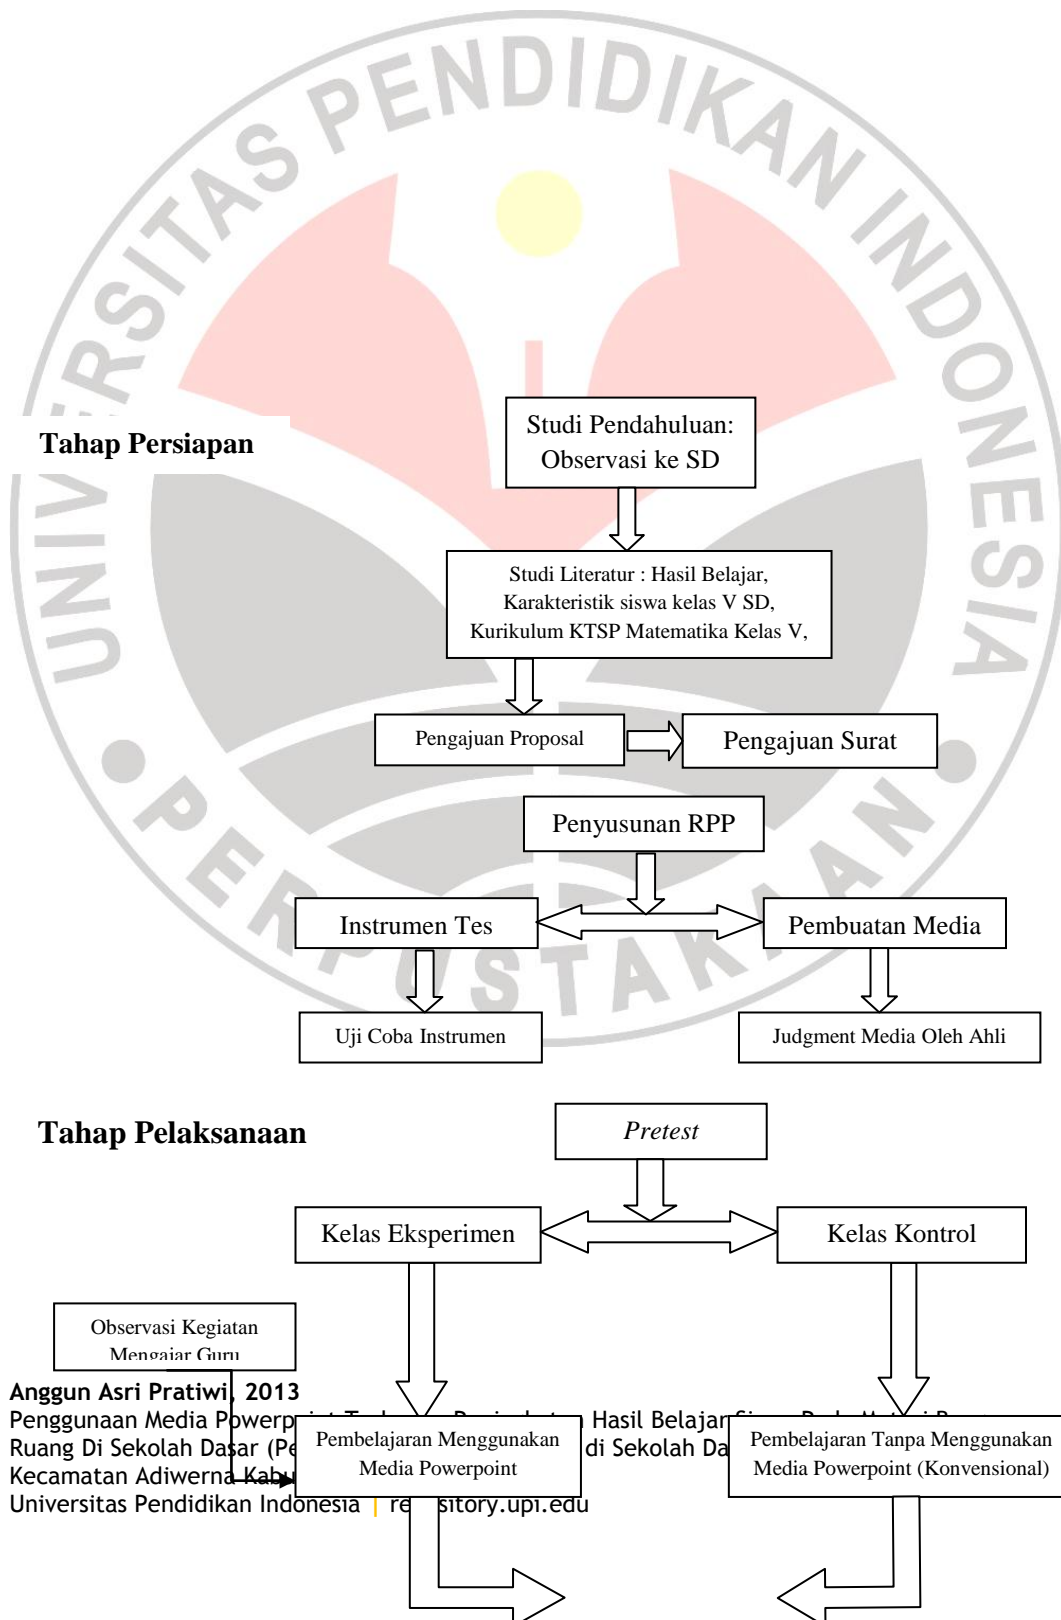 UNIVERSITAS PENDIDIKAN INDONESIA
PERPUSTAKAAN
Tahap Persiapan
Studi Pendahuluan:
Observasi ke SD
Studi Literatur : Hasil Belajar,
Karakteristik siswa kelas V SD,
Kurikulum KTSP Matematika Kelas V,
Pengajuan Proposal
Pengajuan Surat
Penyusunan RPP
Instrumen Tes
Pembuatan Media
Uji Coba Instrumen
Judgment Media Oleh Ahli
Tahap Pelaksanaan
Pretest
Kelas Eksperimen
Kelas Kontrol
Observasi Kegiatan
Mengajar Guru
Anggun Asri Pratiwi, 2013
Penggunaan Media Powerpoint Hasil Belajar
Ruang Di Sekolah Dasar di Sekolah
Kecamatan Adiwerna
Universitas Pendidikan Indonesia | repository.upi.edu
Pembelajaran Menggunakan
Media Powerpoint
Pembelajaran Tanpa Menggunakan
Media Powerpoint (Konvensional)